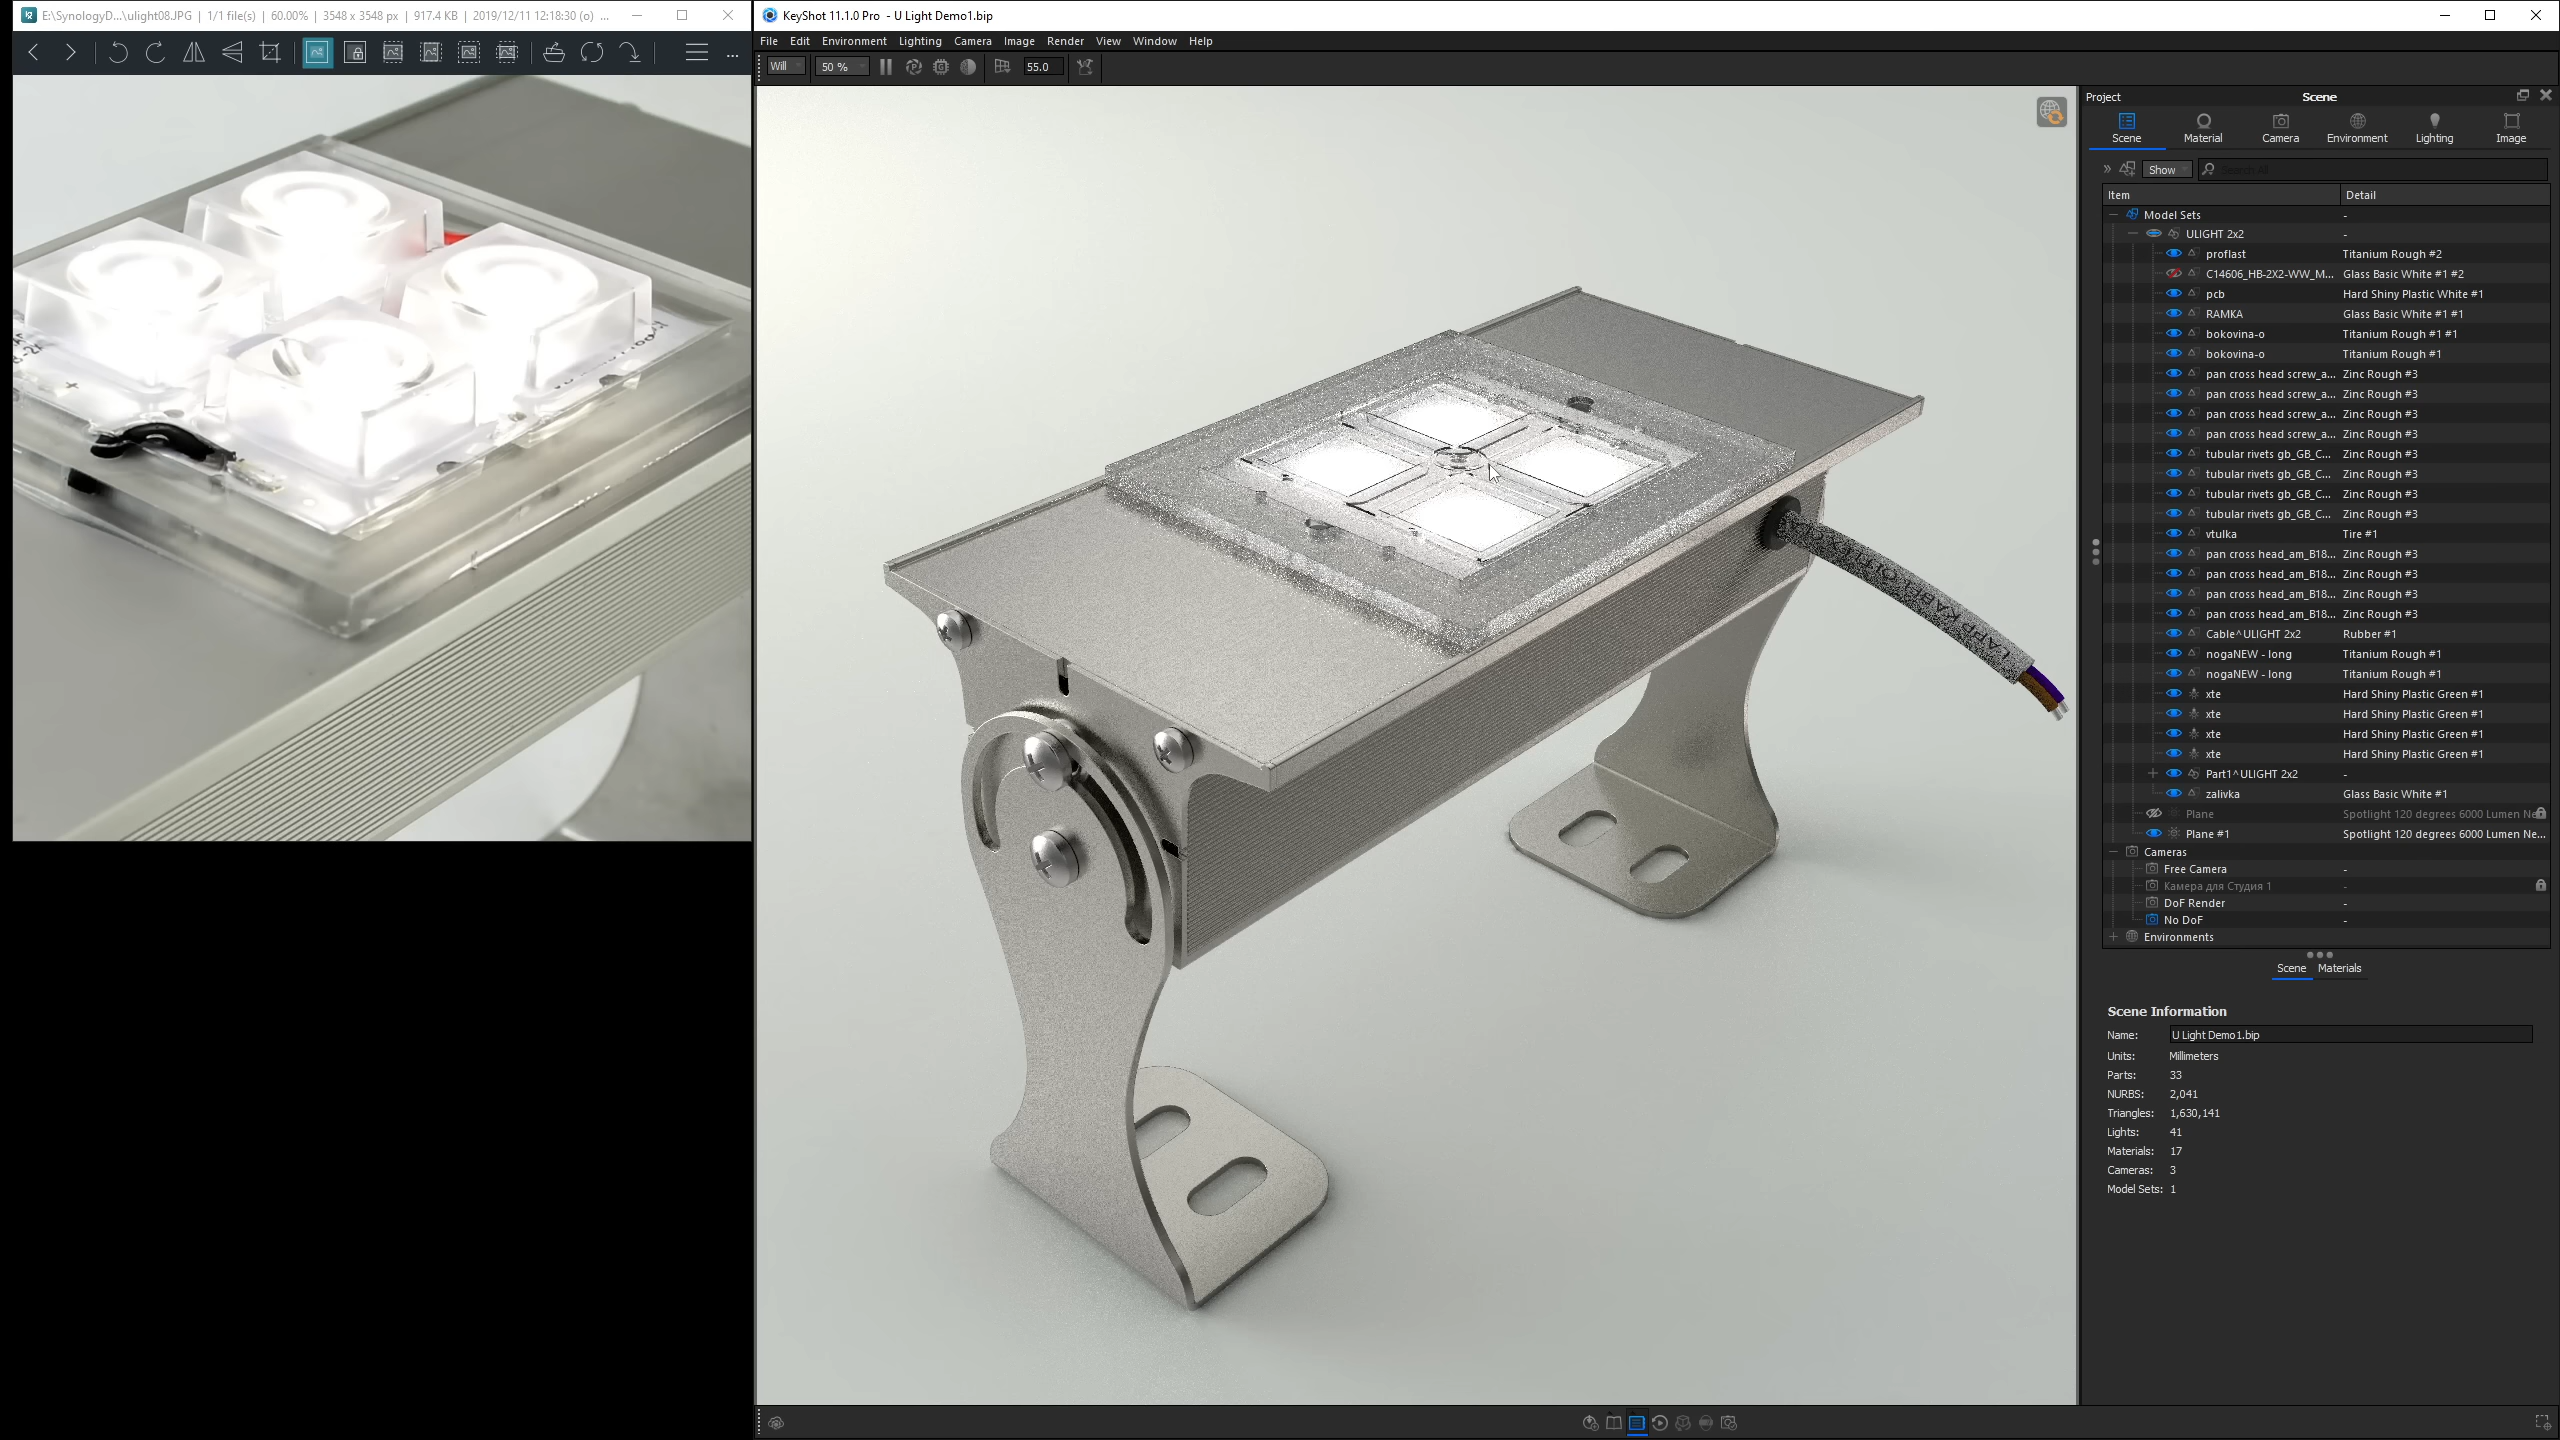 E:\SynologyD...\ulight08.JPG | 1/1 file(s) | 60.00% | 3548 x 3548 px | 917.4 KB | 2019/12/11 12:18:30 (o) ...
KeyShot 11.1.0 Pro - U Light Demo1.bip
File Edit Environment Lighting Camera Image Render View Window Help
Will 50 % 55.0
LAPP KABEL
Project Scene
Scene Material Camera Environment Lighting Image
Show Search All
Item Detail
Model Sets -
ULIGHT 2x2 -
proflast Titanium Rough #2
C14606_HB-2X2-WW_M... Glass Basic White #1 #2
pcb Hard Shiny Plastic White #1
RAMKA Glass Basic White #1 #1
bokovina-o Titanium Rough #1 #1
bokovina-o Titanium Rough #1
pan cross head screw_a... Zinc Rough #3
pan cross head screw_a... Zinc Rough #3
pan cross head screw_a... Zinc Rough #3
pan cross head screw_a... Zinc Rough #3
tubular rivets gb_GB_C... Zinc Rough #3
tubular rivets gb_GB_C... Zinc Rough #3
tubular rivets gb_GB_C... Zinc Rough #3
tubular rivets gb_GB_C... Zinc Rough #3
vtulka Tire #1
pan cross head_am_B18... Zinc Rough #3
pan cross head_am_B18... Zinc Rough #3
pan cross head_am_B18... Zinc Rough #3
pan cross head_am_B18... Zinc Rough #3
Cable^ULIGHT 2x2 Rubber #1
nogaNEW - long Titanium Rough #1
nogaNEW - long Titanium Rough #1
xte Hard Shiny Plastic Green #1
xte Hard Shiny Plastic Green #1
xte Hard Shiny Plastic Green #1
xte Hard Shiny Plastic Green #1
Part1^ULIGHT 2x2 -
zalivka Glass Basic White #1
Plane Spotlight 120 degrees 6000 Lumen Ne
Plane #1 Spotlight 120 degrees 6000 Lumen Ne...
Cameras
Free Camera -
Камера для Студия 1 -
DoF Render -
No DoF -
Environments
Scene Materials
Scene Information
Name: U Light Demo1.bip
Units: Millimeters
Parts: 33
NURBS: 2,041
Triangles: 1,630,141
Lights: 41
Materials: 17
Cameras: 3
Model Sets: 1